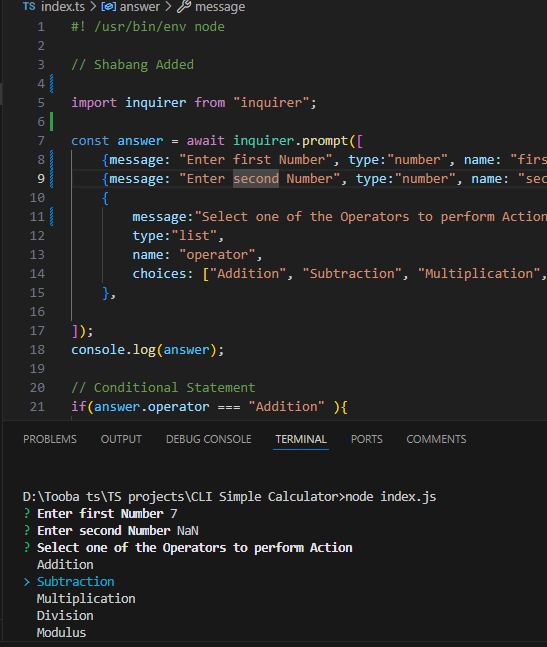 TS index.ts > answer > message
1 #! /usr/bin/env node
2
3 // Shabang Added
4
5 import inquirer from "inquirer";
6
7 const answer = await inquirer.prompt([
8 {message: "Enter first Number", type:"number", name: "firs
9 {message: "Enter second Number", type:"number", name: "sec
10 {
11 message:"Select one of the Operators to perform Action
12 type:"list",
13 name: "operator",
14 choices: ["Addition", "Subtraction", "Multiplication",
15 },
16
17 ]);
18 console.log(answer);
19
20 // Conditional Statement
21 if(answer.operator === "Addition" ){
PROBLEMS OUTPUT DEBUG CONSOLE TERMINAL PORTS COMMENTS
D:\Tooba ts\TS projects\CLI Simple Calculator>node index.js
? Enter first Number 7
? Enter second Number NaN
? Select one of the Operators to perform Action
Addition
> Subtraction
Multiplication
Division
Modulus